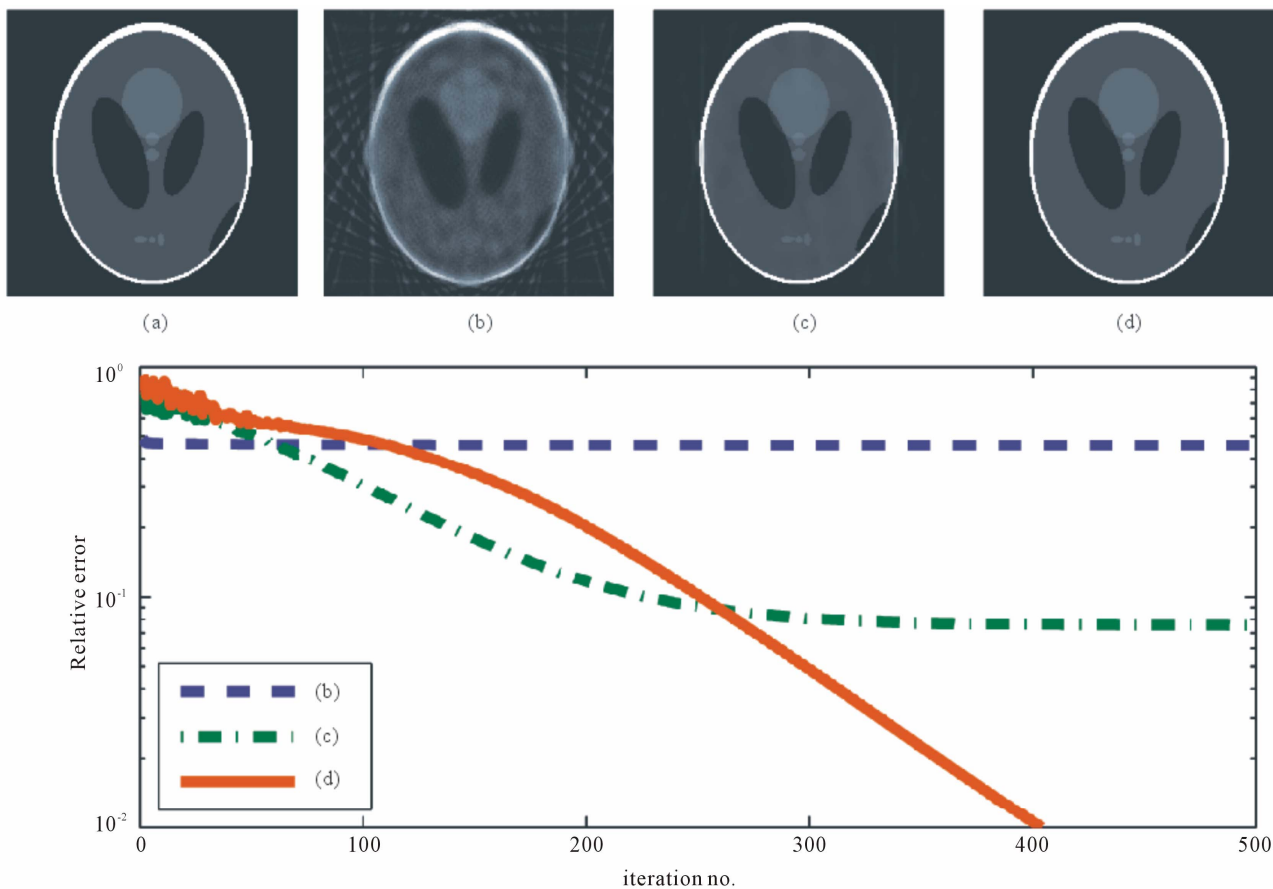 (a) (b) (c) (d)
10⁰
10⁻¹
10⁻²
Relative error
(b)
(c)
(d)
0 100 200 300 400 500
iteration no.